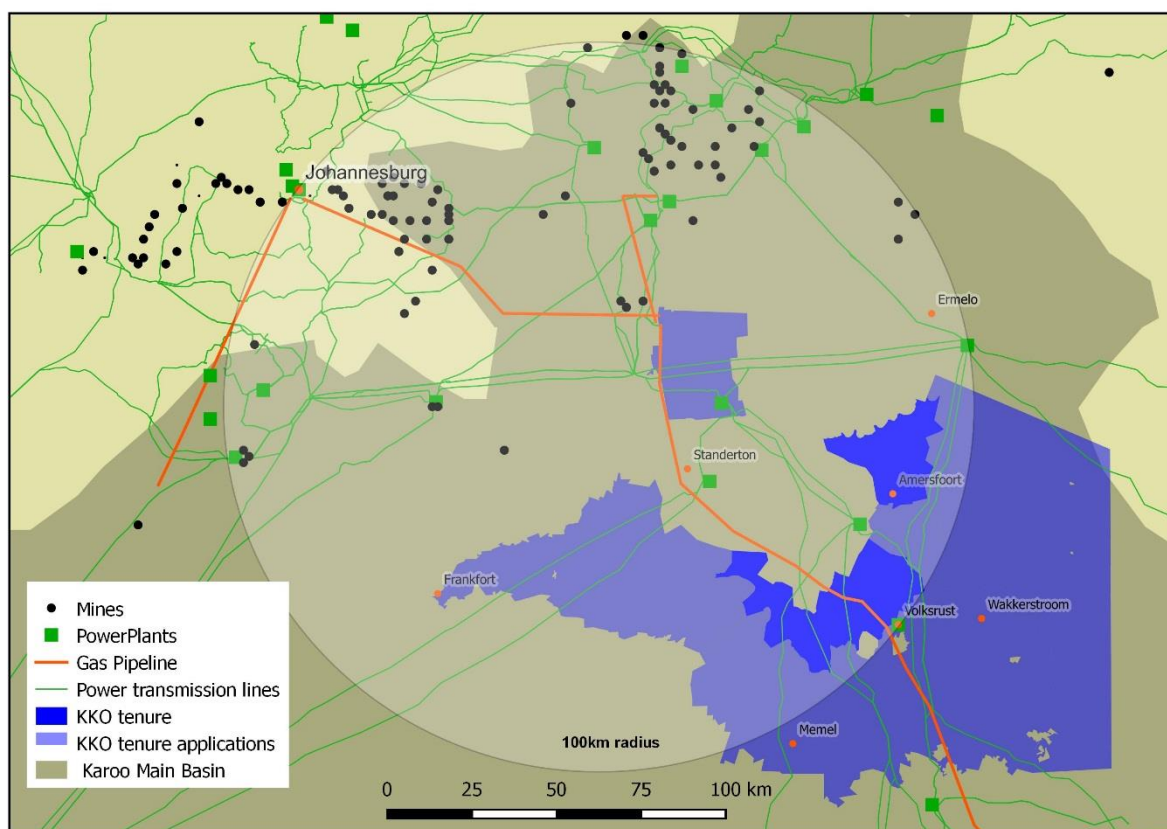 Johannesburg
Ermelo
Standerton
Amersfoort
Frankfort
Volksrust
Wakkerstroom
Memel
100km radius
0 25 50 75 100 km
Mines
PowerPlants
Gas Pipeline
Power transmission lines
KKO tenure
KKO tenure applications
Karoo Main Basin